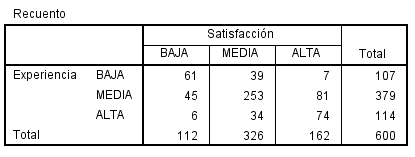 Recuento
Satisfacción
BAJA MEDIA ALTA Total
Experiencia BAJA 61 39 7 107
MEDIA 45 253 81 379
ALTA 6 34 74 114
Total 112 326 162 600